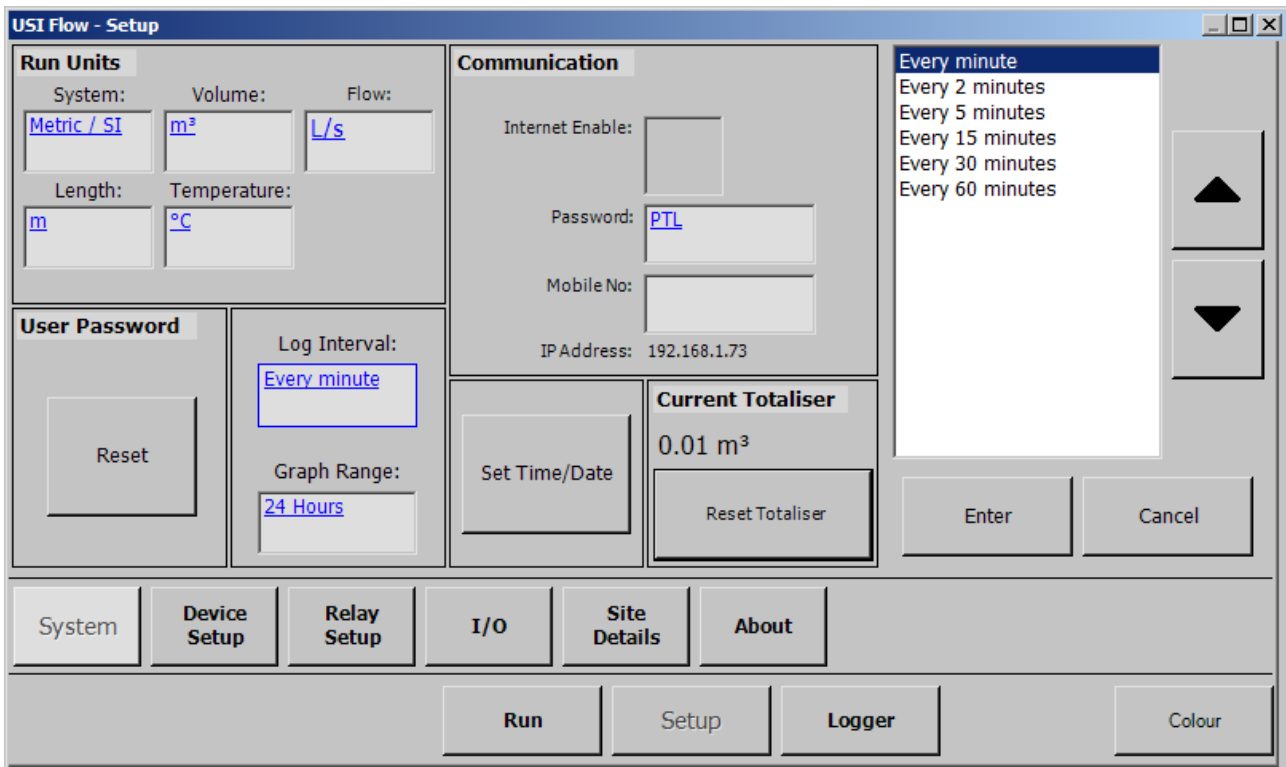 USI Flow - Setup
Run Units
System: Volume: Flow:
Metric / SI m³ L/s
Length: Temperature:
m °C
Communication
Internet Enable:
Password: PTL
Mobile No:
IP Address: 192.168.1.73
Every minute
Every 2 minutes
Every 5 minutes
Every 15 minutes
Every 30 minutes
Every 60 minutes
User Password
Reset
Log Interval:
Every minute
Graph Range:
24 Hours
Set Time/Date
Current Totaliser
0.01 m³
Reset Totaliser
Enter Cancel
System
Device
Setup
Relay
Setup
I/O
Site
Details
About
Run Setup Logger Colour